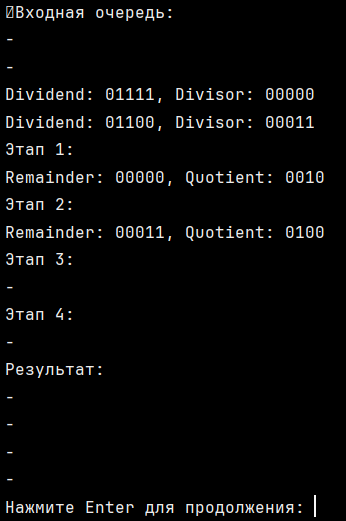 Входная очередь:
-
-
Dividend: 01111, Divisor: 00000
Dividend: 01100, Divisor: 00011
Этап 1:
Remainder: 00000, Quotient: 0010
Этап 2:
Remainder: 00011, Quotient: 0100
Этап 3:
-
Этап 4:
-
Результат:
-
-
-
-
Нажмите Enter для продолжения: